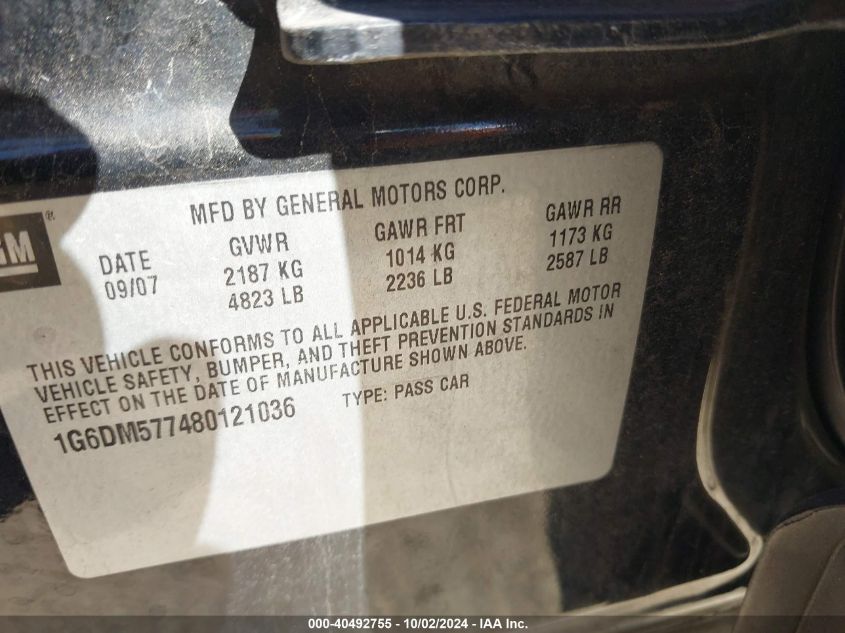 MFD BY GENERAL MOTORS CORP.
GM ®
DATE GVWR GAWR FRT GAWR RR
09/07 2187 KG 1014 KG 1173 KG
4823 LB 2236 LB 2587 LB
THIS VEHICLE CONFORMS TO ALL APPLICABLE U.S. FEDERAL MOTOR
VEHICLE SAFETY, BUMPER, AND THEFT PREVENTION STANDARDS IN
EFFECT ON THE DATE OF MANUFACTURE SHOWN ABOVE.
1G6DM577480121036 TYPE: PASS CAR
000-40492755 - 10/02/2024 - IAA Inc.